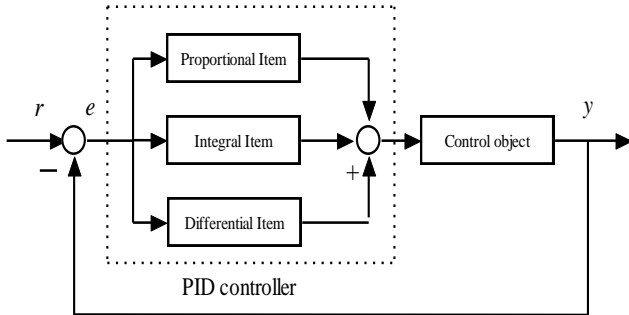 Proportional Item
r
e
y
Integral Item
Control object
−
+
Differential Item
PID controller